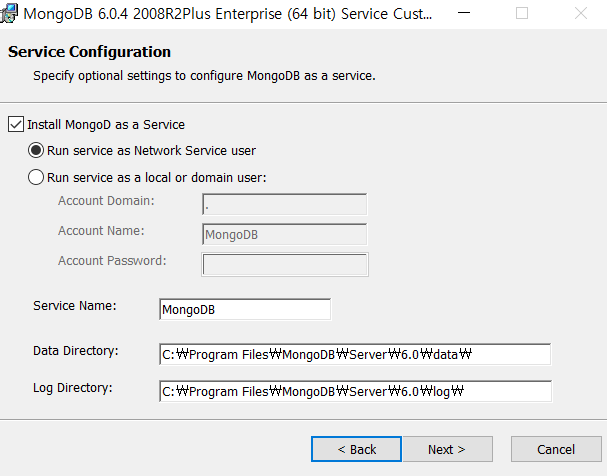 MongoDB 6.0.4 2008R2Plus Enterprise (64 bit) Service Cust...
Service Configuration
Specify optional settings to configure MongoDB as a service.
Install MongoD as a Service
Run service as Network Service user
Run service as a local or domain user:
Account Domain: .
Account Name: MongoDB
Account Password:
Service Name: MongoDB
Data Directory: C:₩Program Files₩MongoDB₩Server₩6.0₩data₩
Log Directory: C:₩Program Files₩MongoDB₩Server₩6.0₩log₩
< Back Next > Cancel